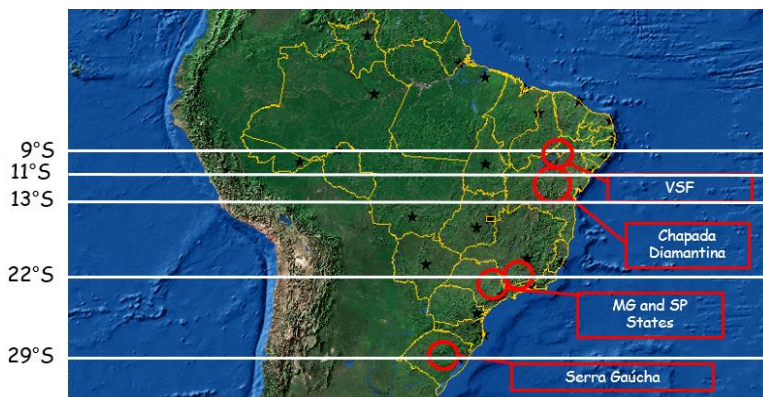 9°S
11°S
VSF
13°S
Chapada
Diamantina
22°S
MG and SP
States
29°S
Serra Gaúcha